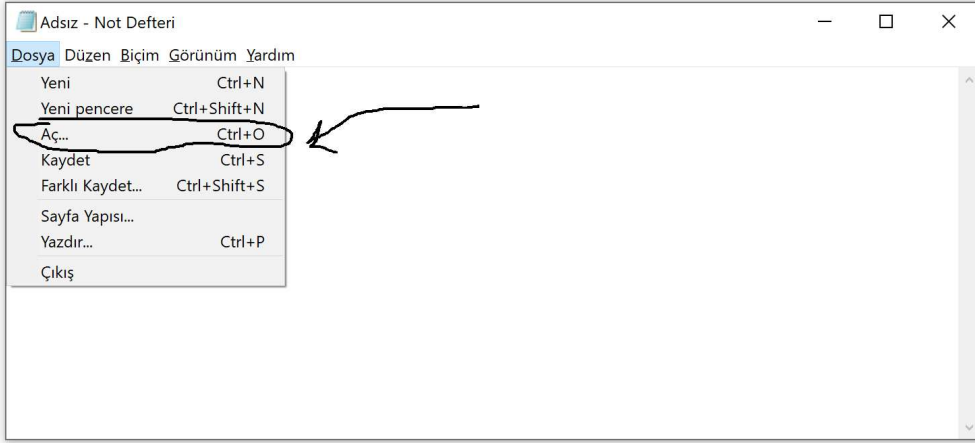 Adsız - Not Defteri
Dosya Düzen Biçim Görünüm Yardım
Yeni Ctrl+N
Yeni pencere Ctrl+Shift+N
Aç... Ctrl+O
Kaydet Ctrl+S
Farklı Kaydet... Ctrl+Shift+S
Sayfa Yapısı...
Yazdır... Ctrl+P
Çıkış